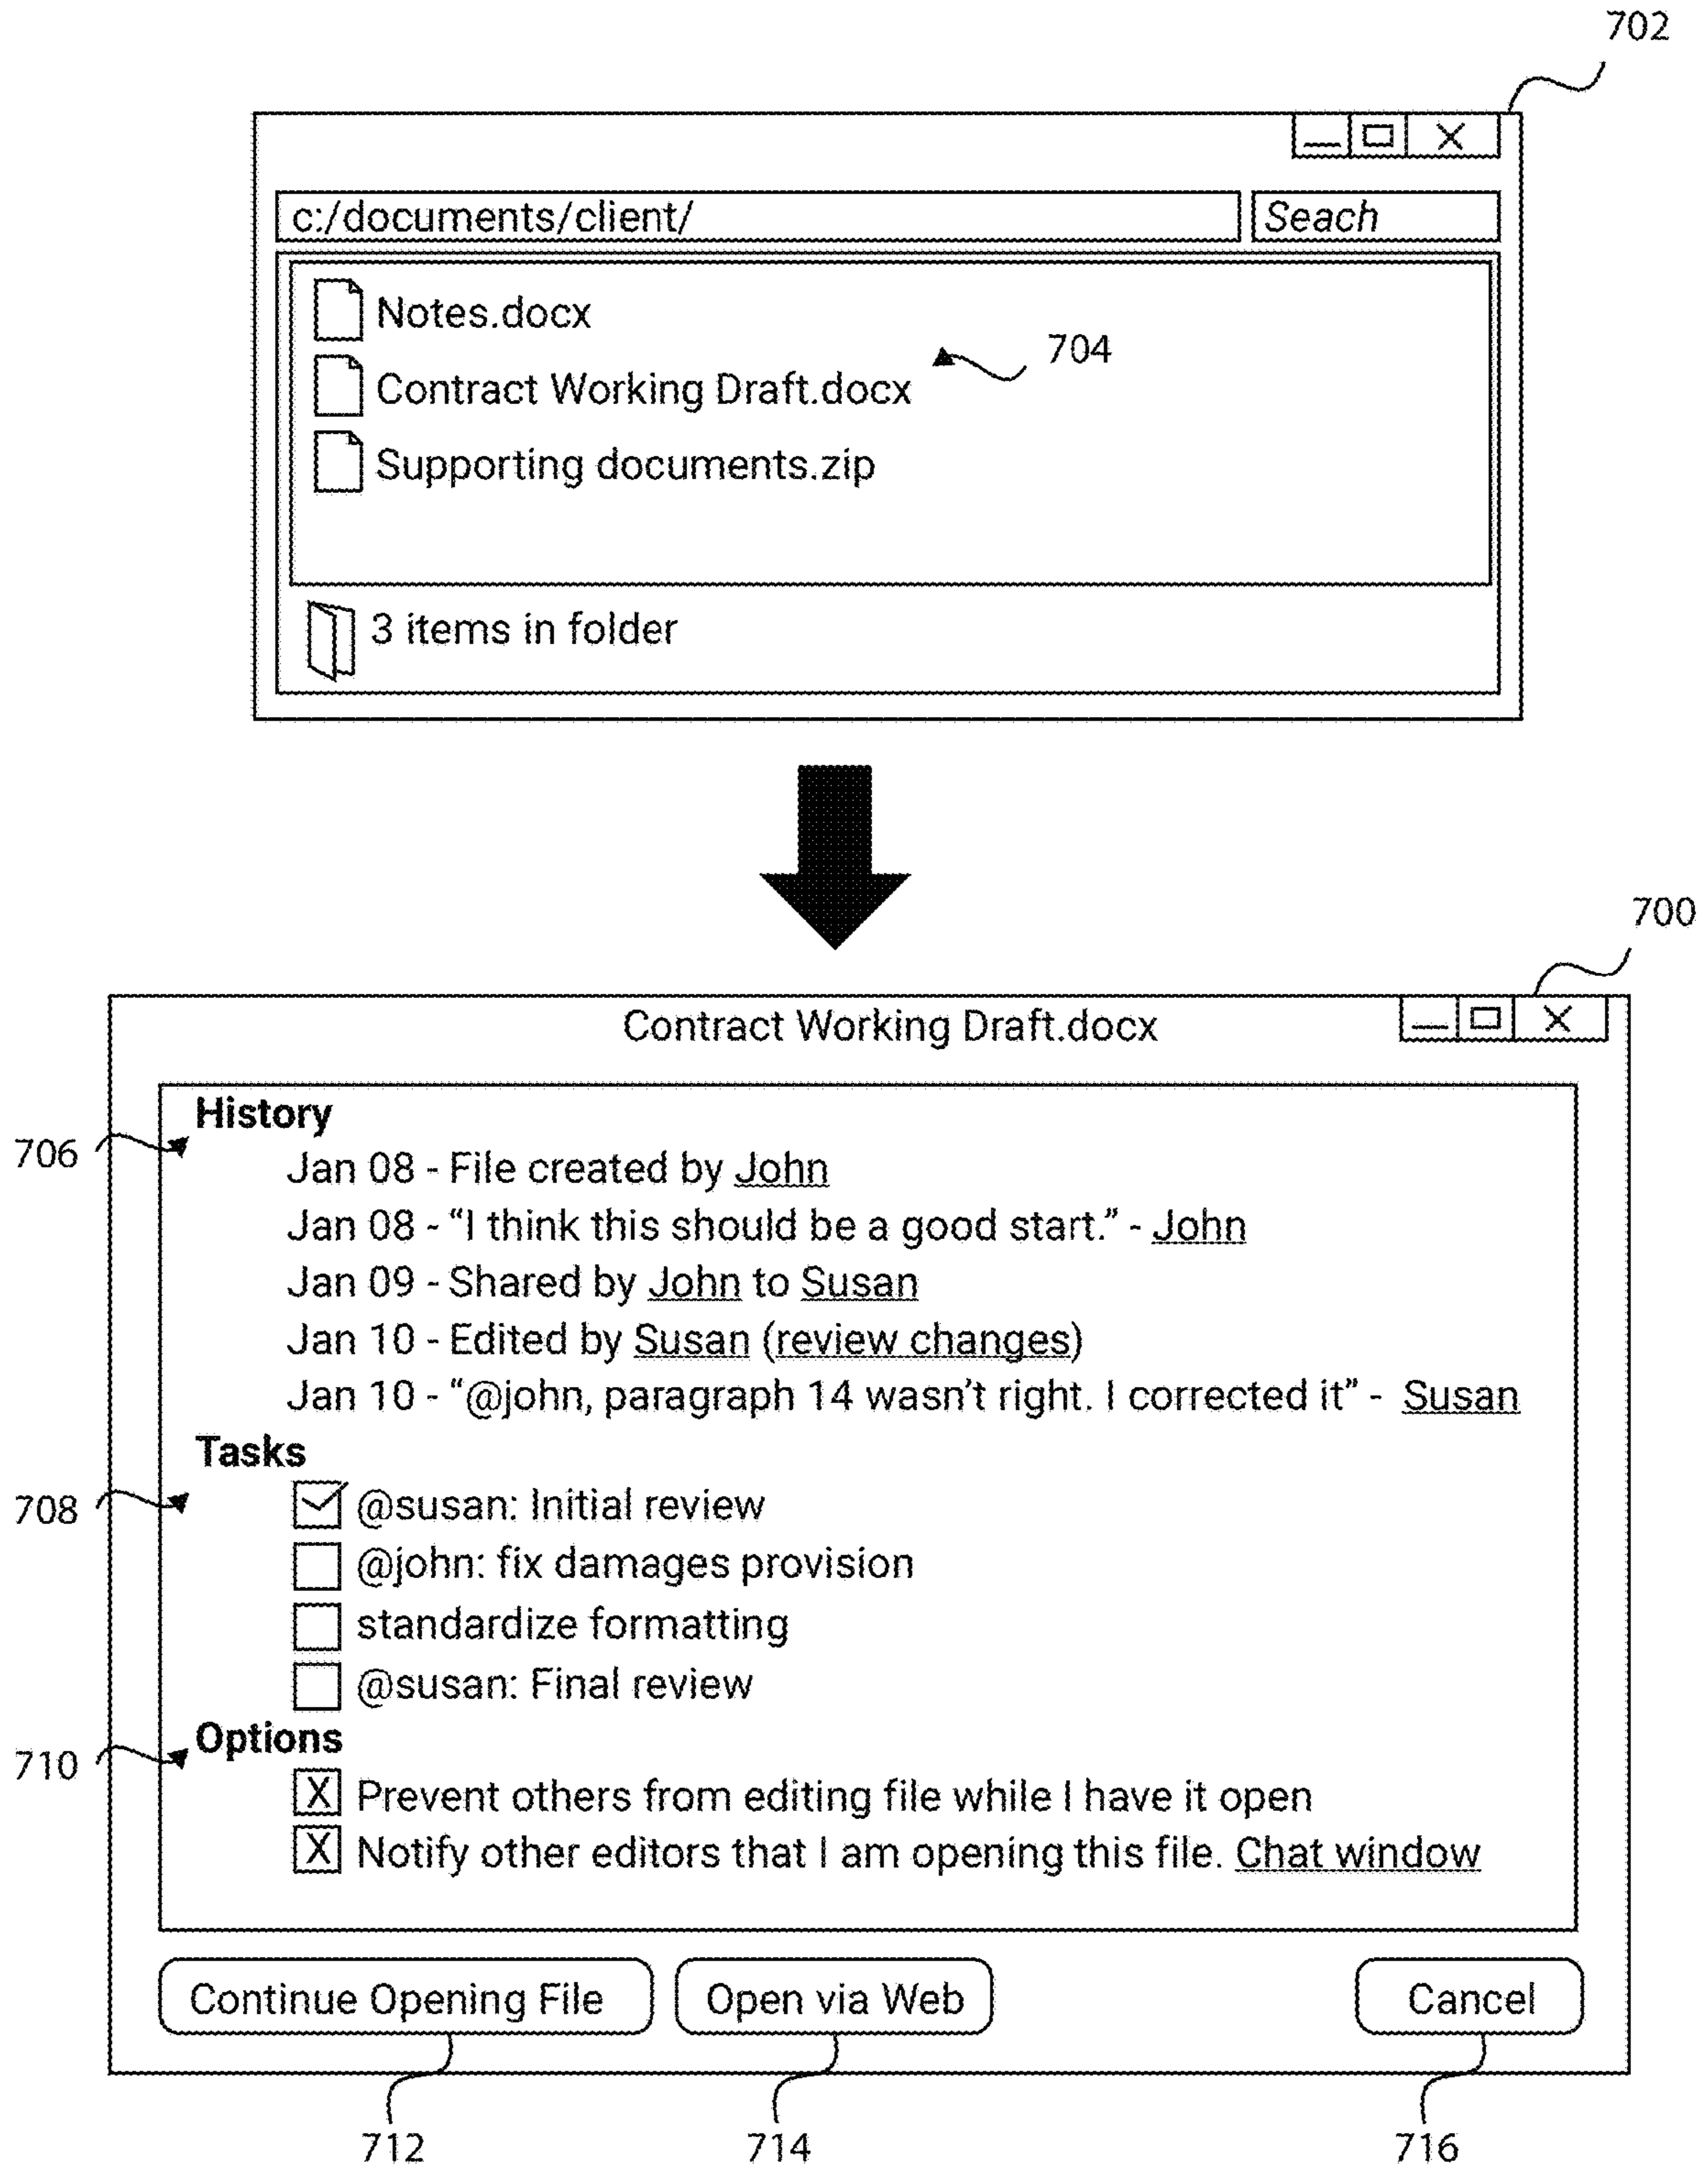 702
c:/documents/client/ Seach
Notes.docx
704
Contract Working Draft.docx
Supporting documents.zip
3 items in folder
700
Contract Working Draft.docx
History
706
Jan 08 - File created by John
Jan 08 - “I think this should be a good start.” - John
Jan 09 - Shared by John to Susan
Jan 10 - Edited by Susan (review changes)
Jan 10 - “@john, paragraph 14 wasn’t right. I corrected it” - Susan
Tasks
708
@susan: Initial review
@john: fix damages provision
standardize formatting
@susan: Final review
Options
710
X Prevent others from editing file while I have it open
X Notify other editors that I am opening this file. Chat window
Continue Opening File Open via Web Cancel
712 714 716